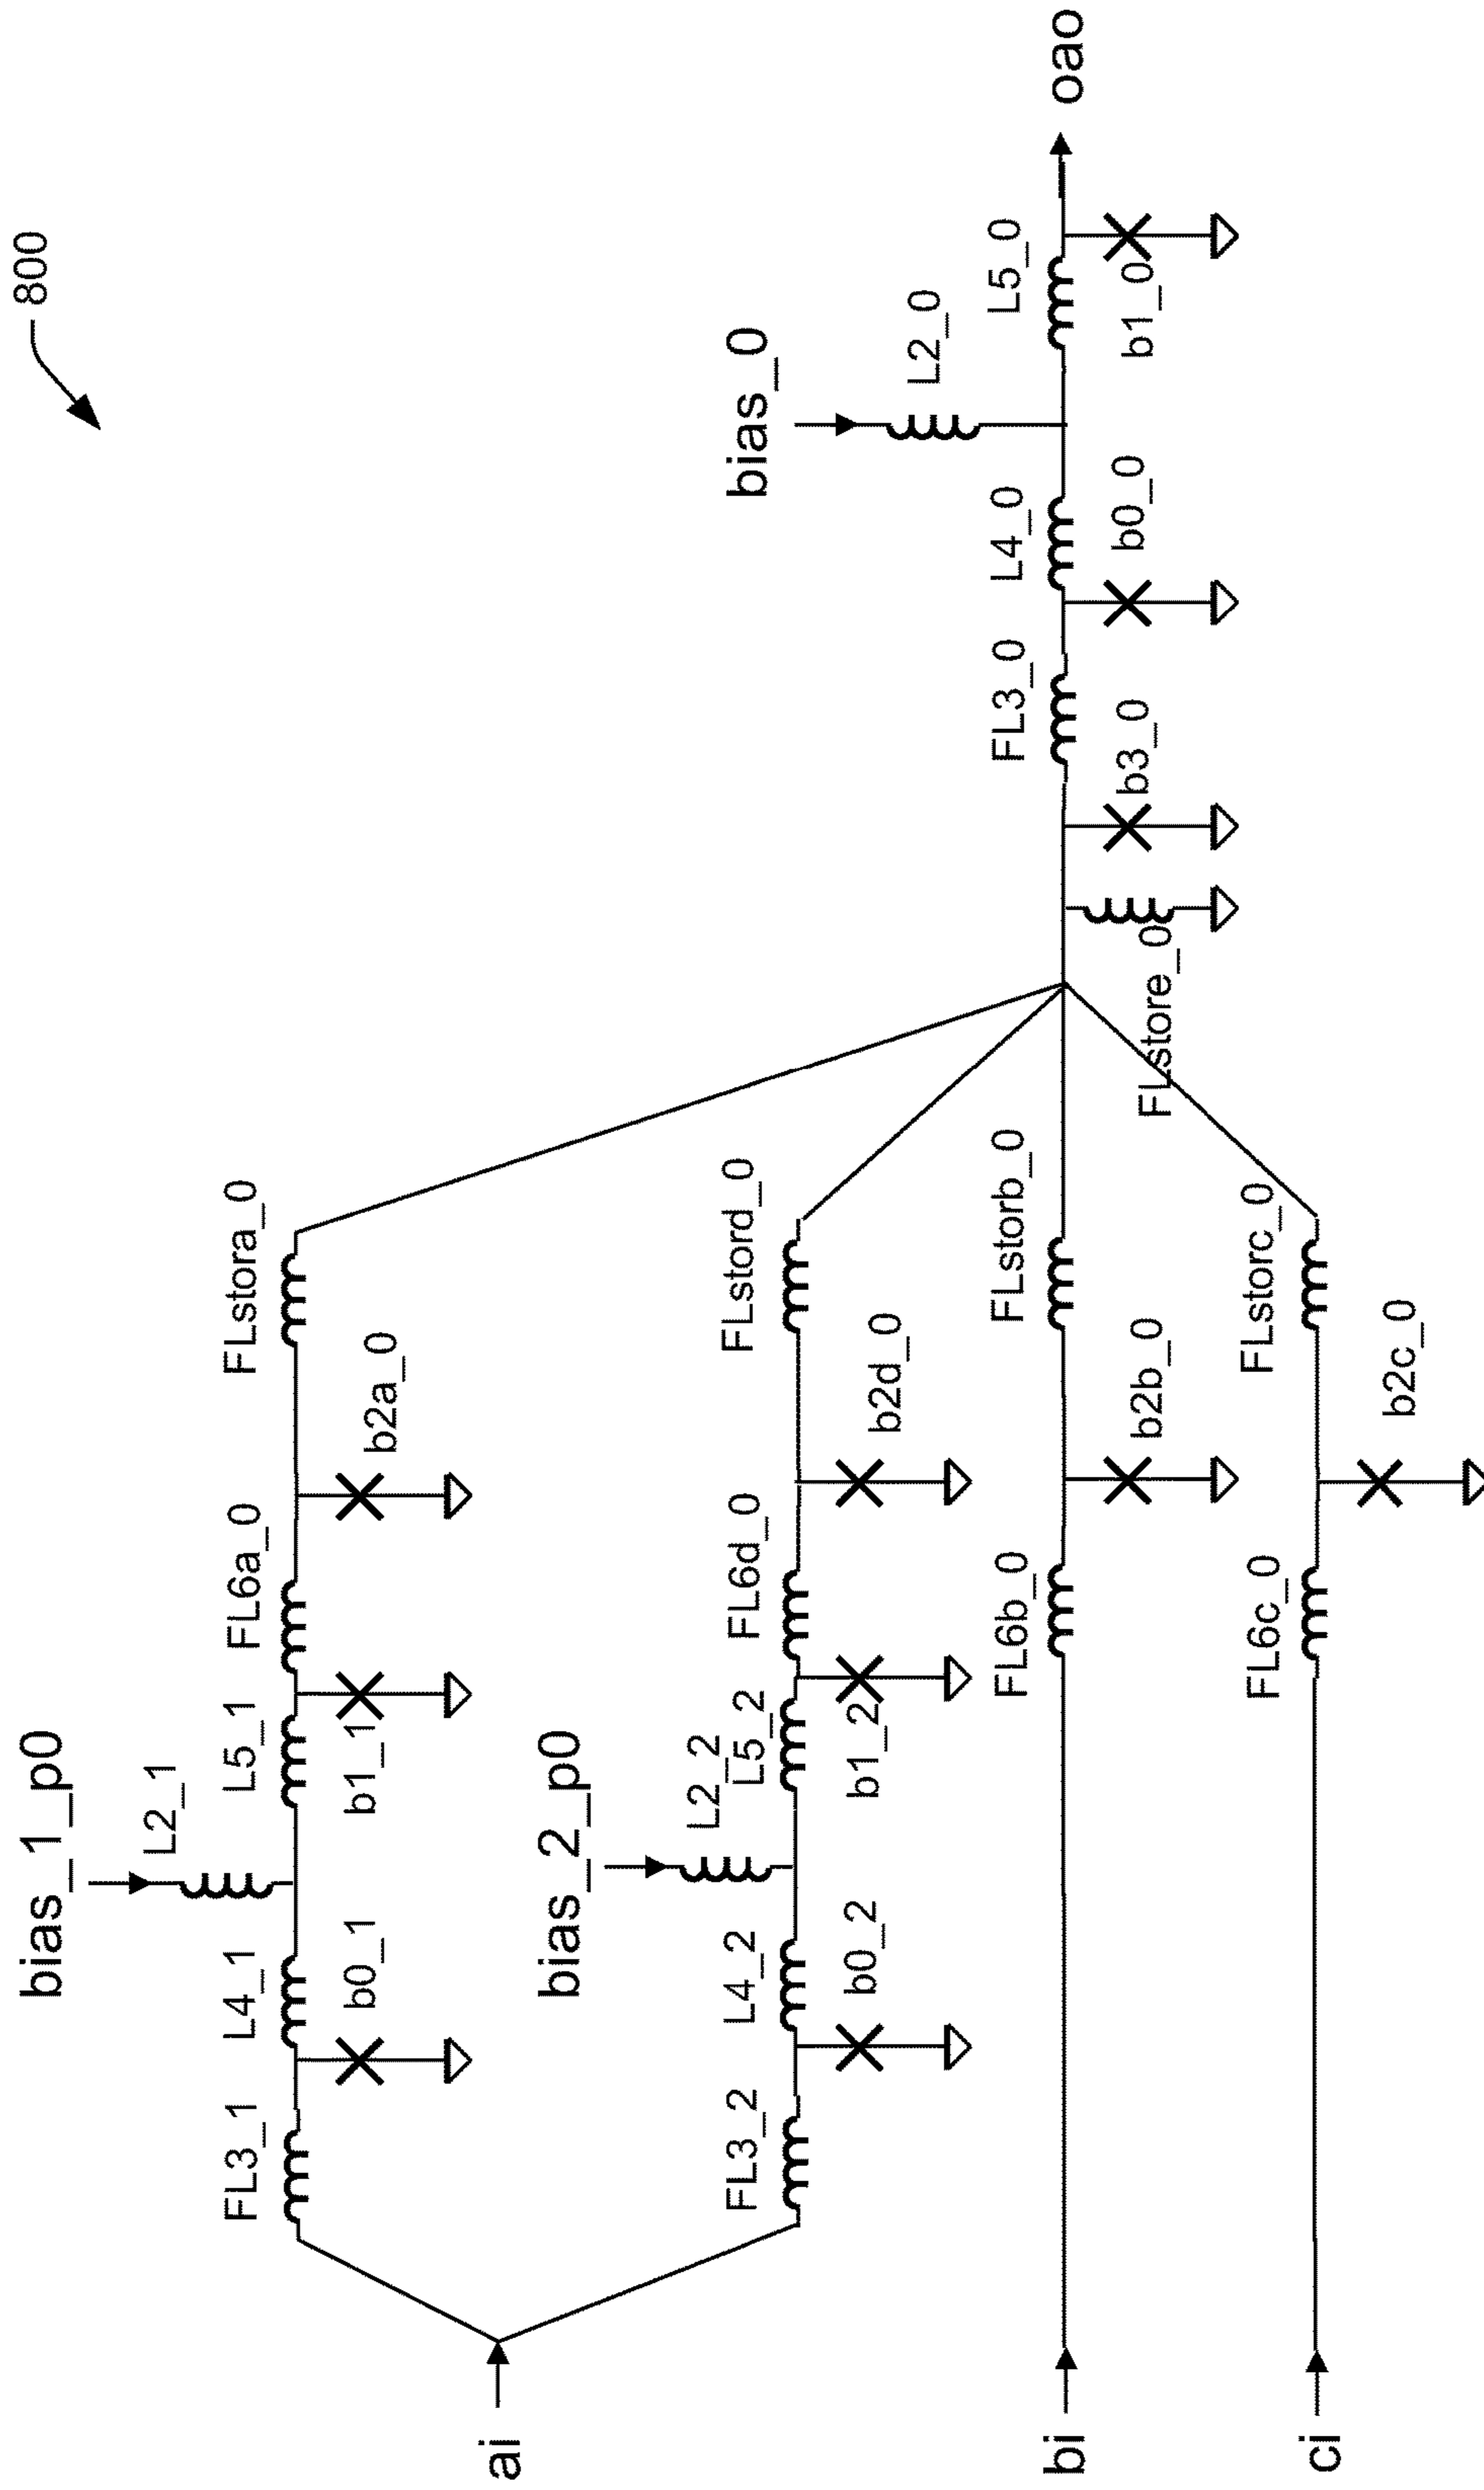 800
bias_1_p0
L2_1
FL3_1
L4_1
L5_1
FL6a_0
FLstora_0
b0_1
b1_1
b2a_0
ai
bias_2_p0
L2_2
FL3_2
L4_2
L5_2
FL6d_0
FLstord_0
b0_2
b1_2
b2d_0
bias_0
L2_0
bi
FL6b_0
FLstorb_0
FL3_0
L4_0
L5_0
oao
b2b_0
FLstore_0
b3_0
b0_0
b1_0
ci
FL6c_0
FLstorc_0
b2c_0